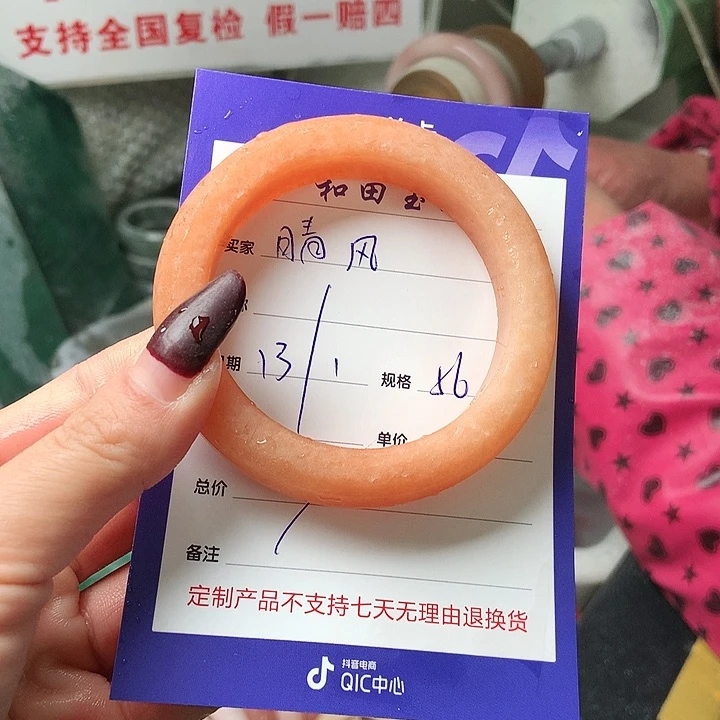 支持全国复检 假一赔四
和田玉
买家 晴风
期 13/1 规格 56
单价
总价
备注
定制产品不支持七天无理由退换货
抖音电商
QIC中心